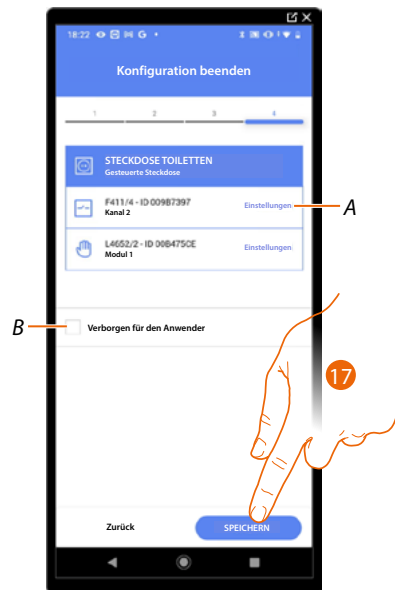 18:22
Konfiguration beenden
1 2 3 4
STECKDOSE TOILETTEN
Gesteuerte Steckdose
F411/4 - ID 009B7397
Kanal 2
Einstellungen
A
L4652/2 - ID 00B475CE
Modul 1
Einstellungen
B
Verborgen für den Anwender
17
Zurück
SPEICHERN